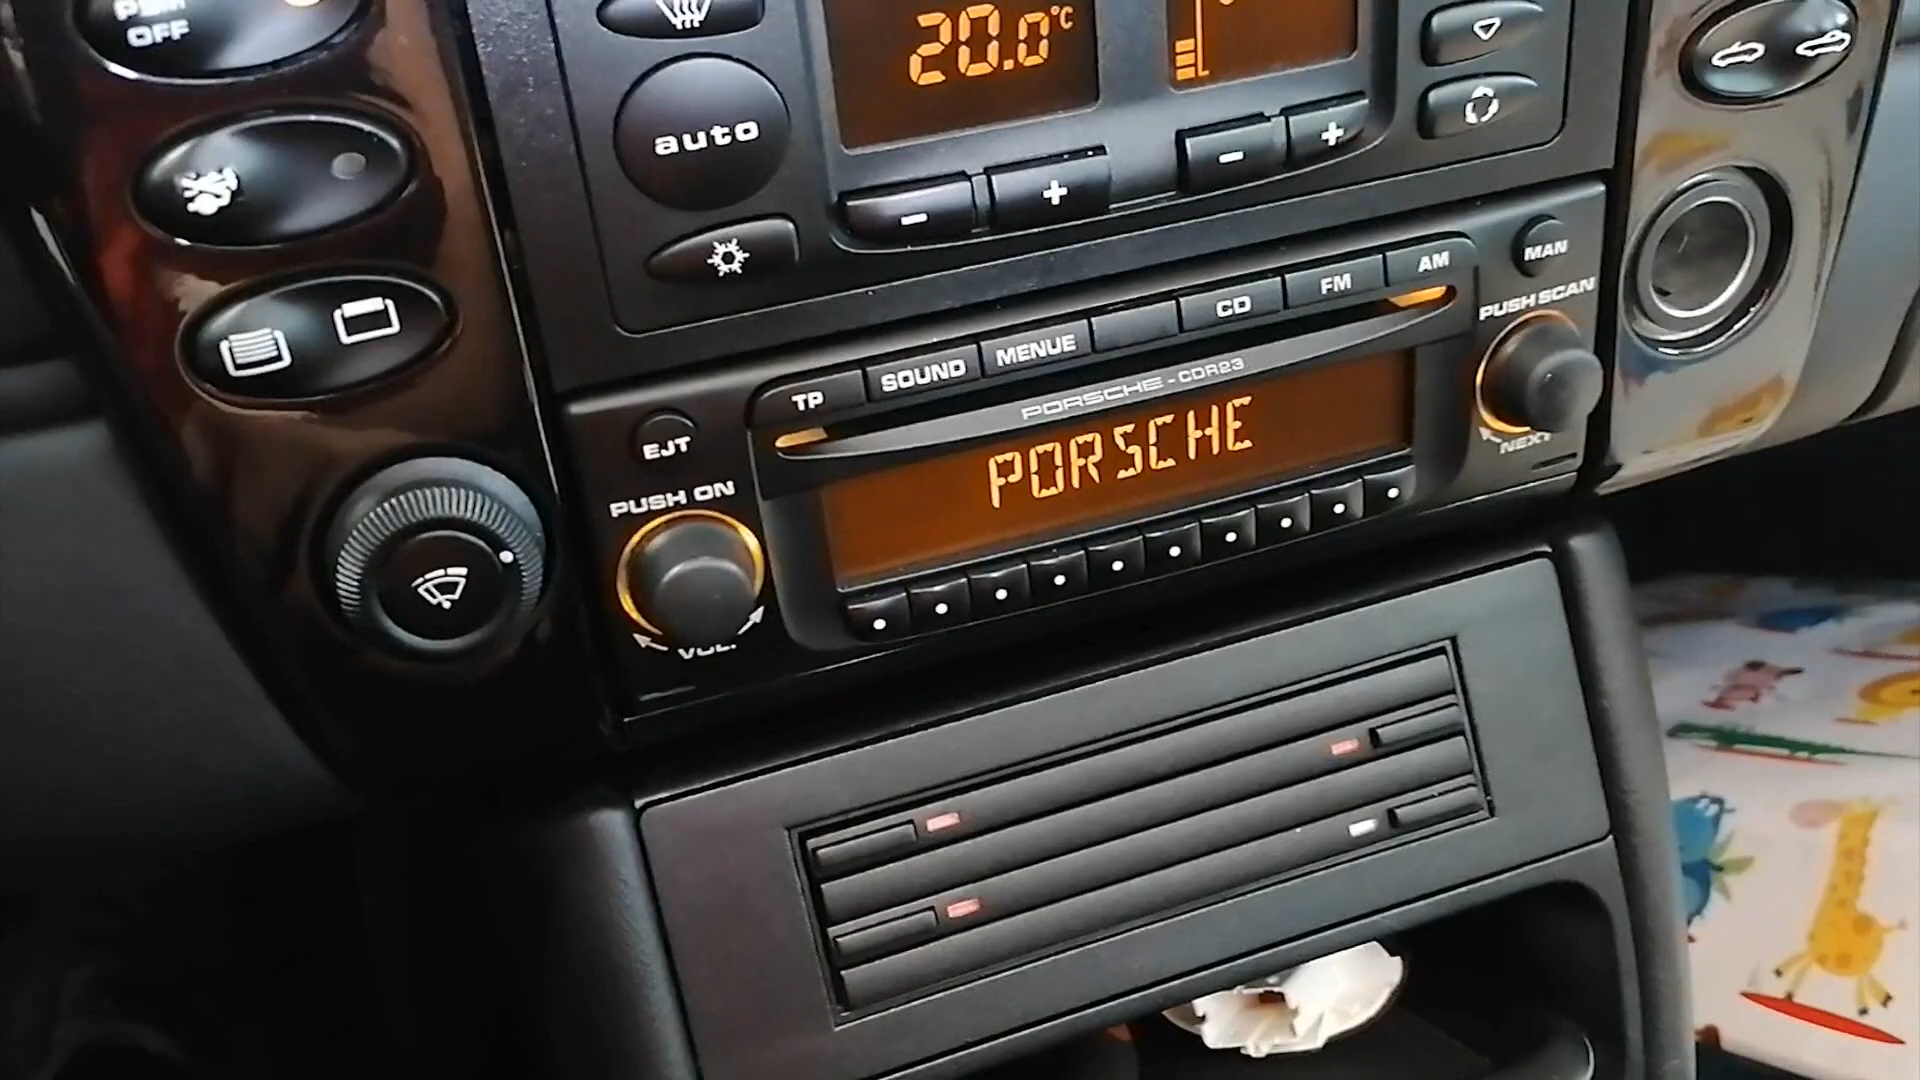 PSM
OFF
20.0°C
auto
- +
- +
MAN
TP SOUND MENUE CD FM AM
PUSH SCAN
PORSCHE - CDR23
EJT
PORSCHE
NEXT
PUSH ON
VOL.